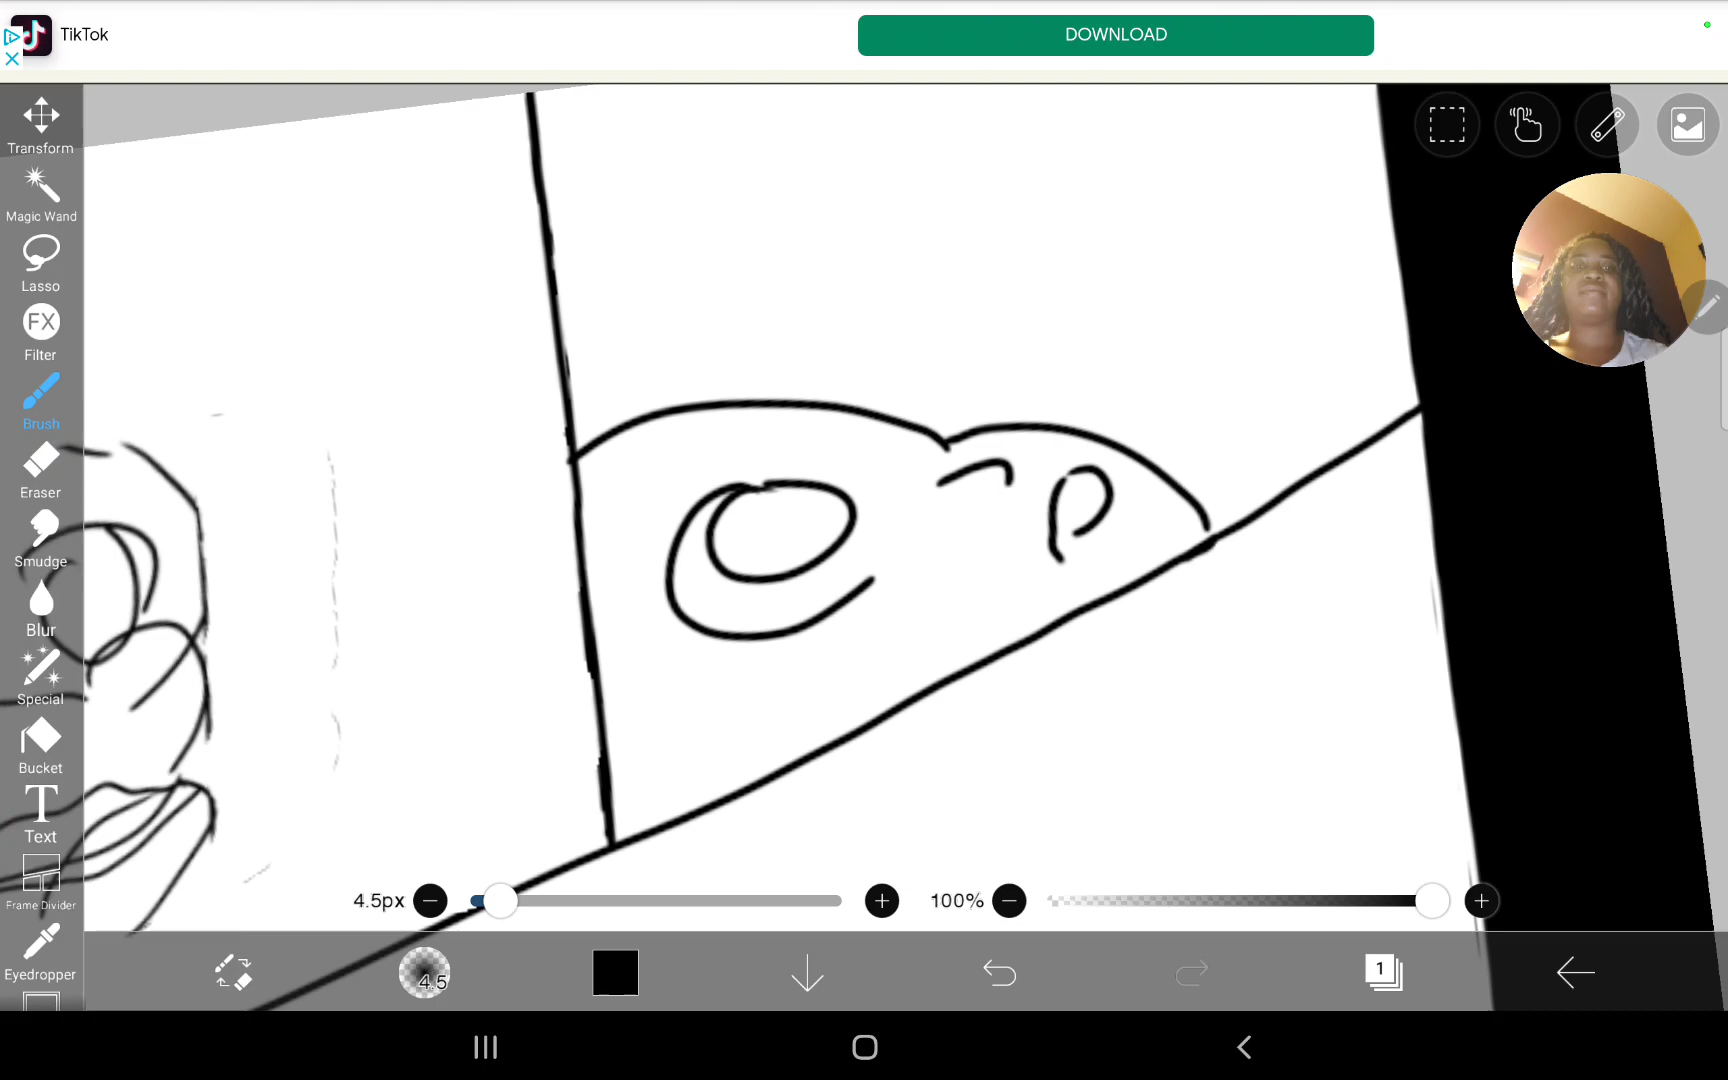 TikTok
DOWNLOAD
Transform
Magic Wand
Lasso
FX
Filter
Brush
Eraser
Smudge
Blur
Special
Bucket
T
Text
Frame Divider
Eyedropper
4.5px
100%
4.5
1